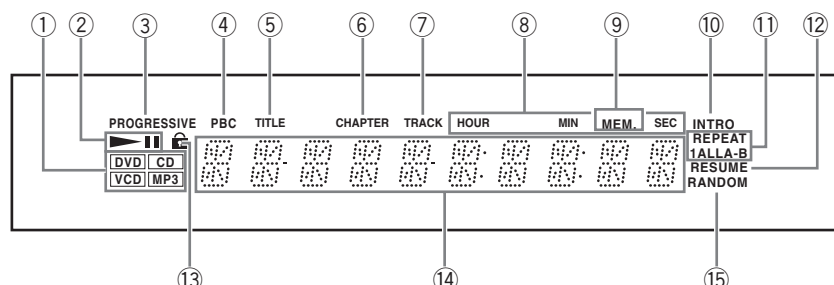 ① ② ③ ④ ⑤ ⑥ ⑦ ⑧ ⑨ ⑩ ⑪ ⑫
PROGRESSIVE PBC TITLE CHAPTER TRACK HOUR MIN MEM. SEC INTRO
REPEAT
1ALLA-B
DVD CD
RESUME
VCD MP3
RANDOM
⑬ ⑭ ⑮